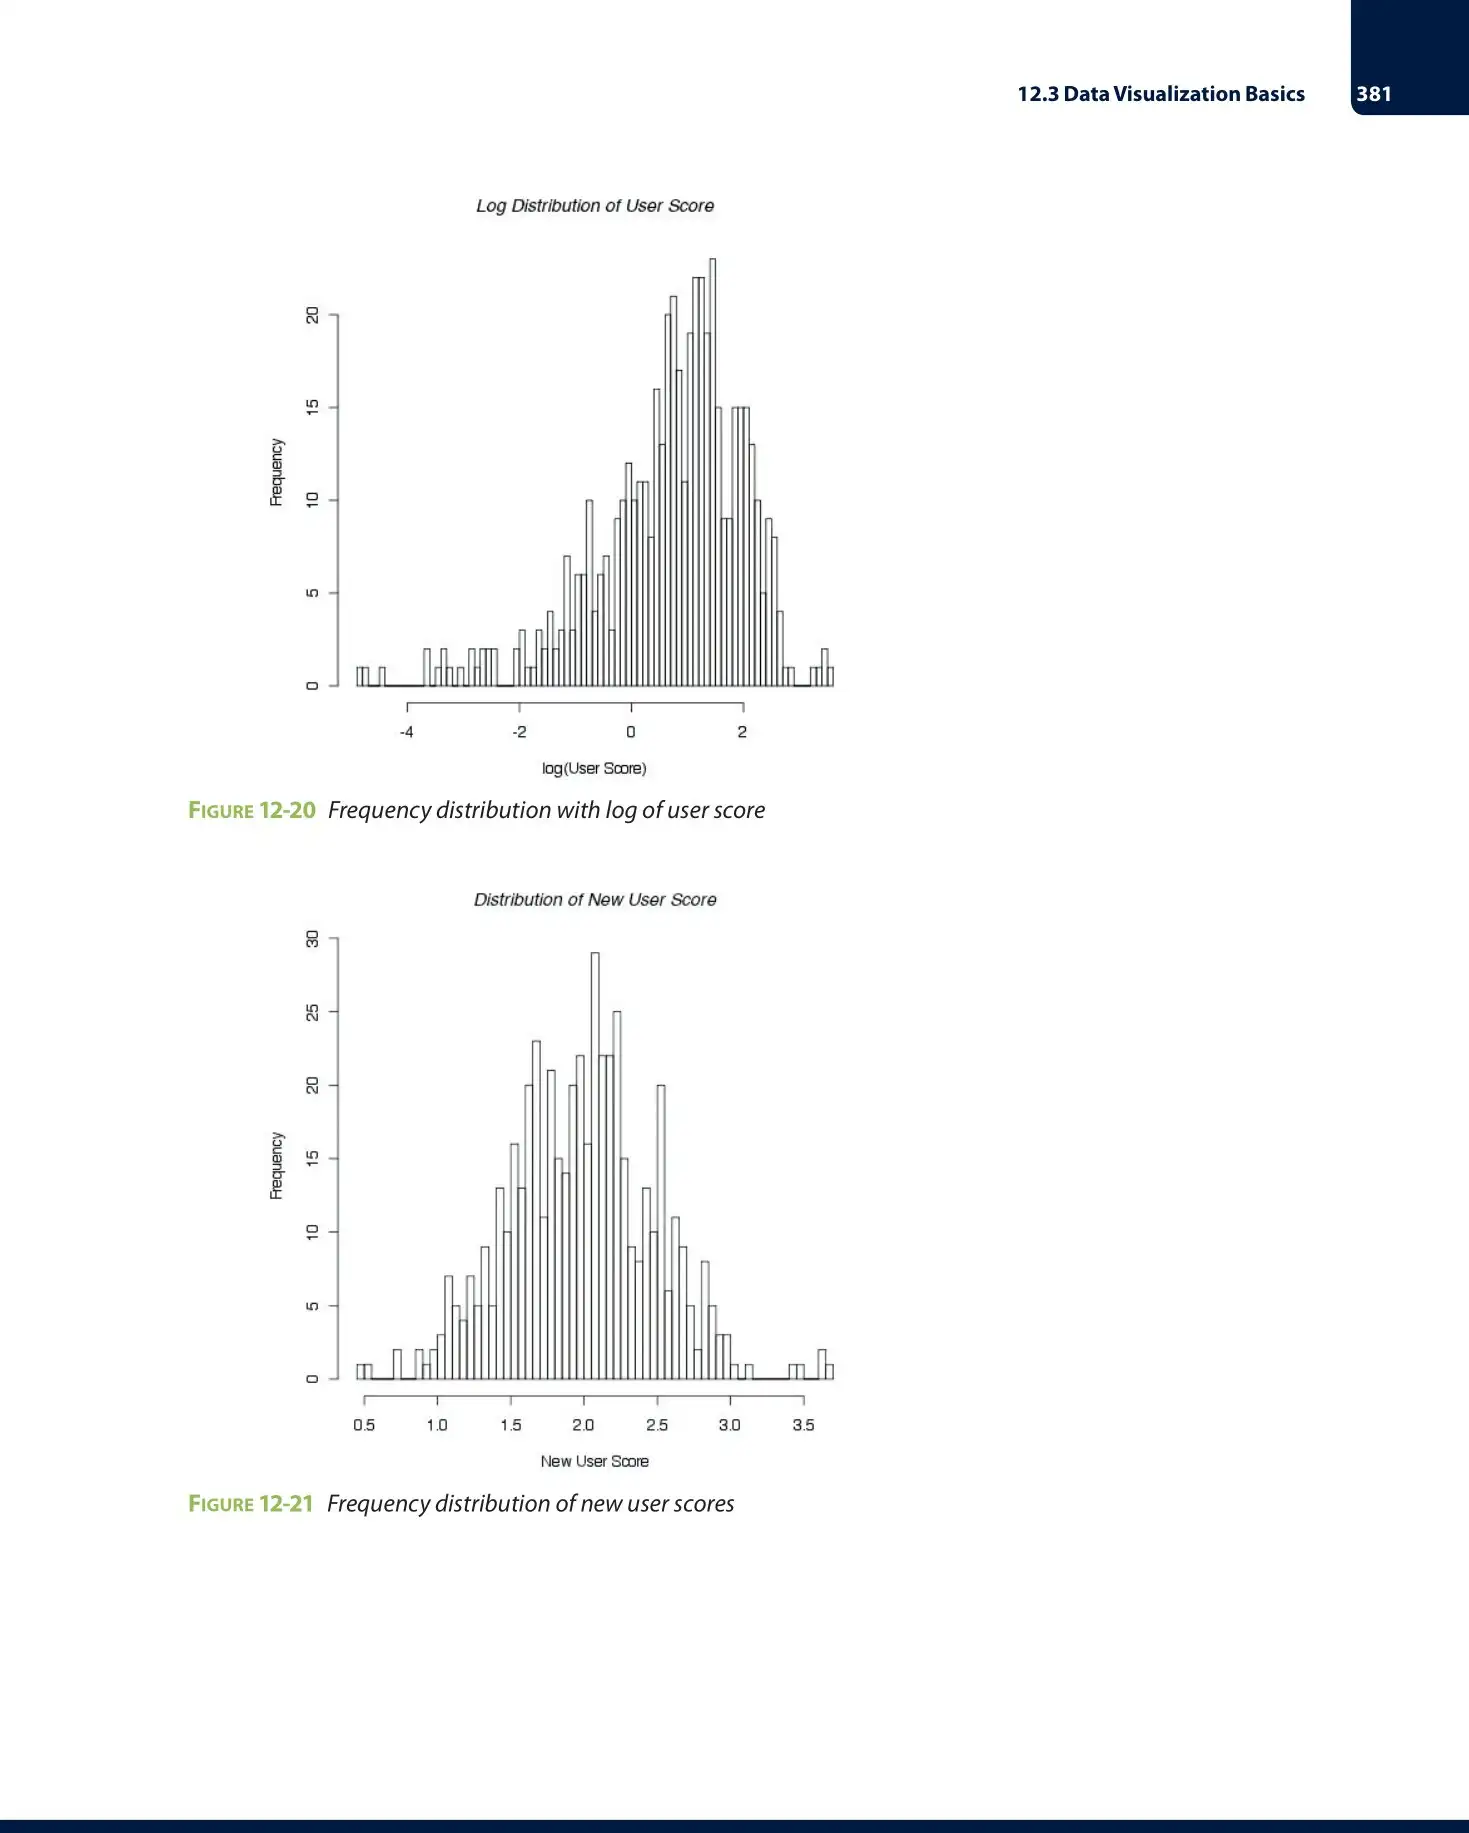 12.3 Data Visualization Basics 381
Log Distribution of User Score
20
15
10
5
0
Frequency
-4 -2 0 2
log(User Score)
FIGURE 12-20 Frequency distribution with log of user score
Distribution of New User Score
30
25
20
15
10
5
0
Frequency
0.5 1.0 1.5 2.0 2.5 3.0 3.5
New User Score
FIGURE 12-21 Frequency distribution of new user scores